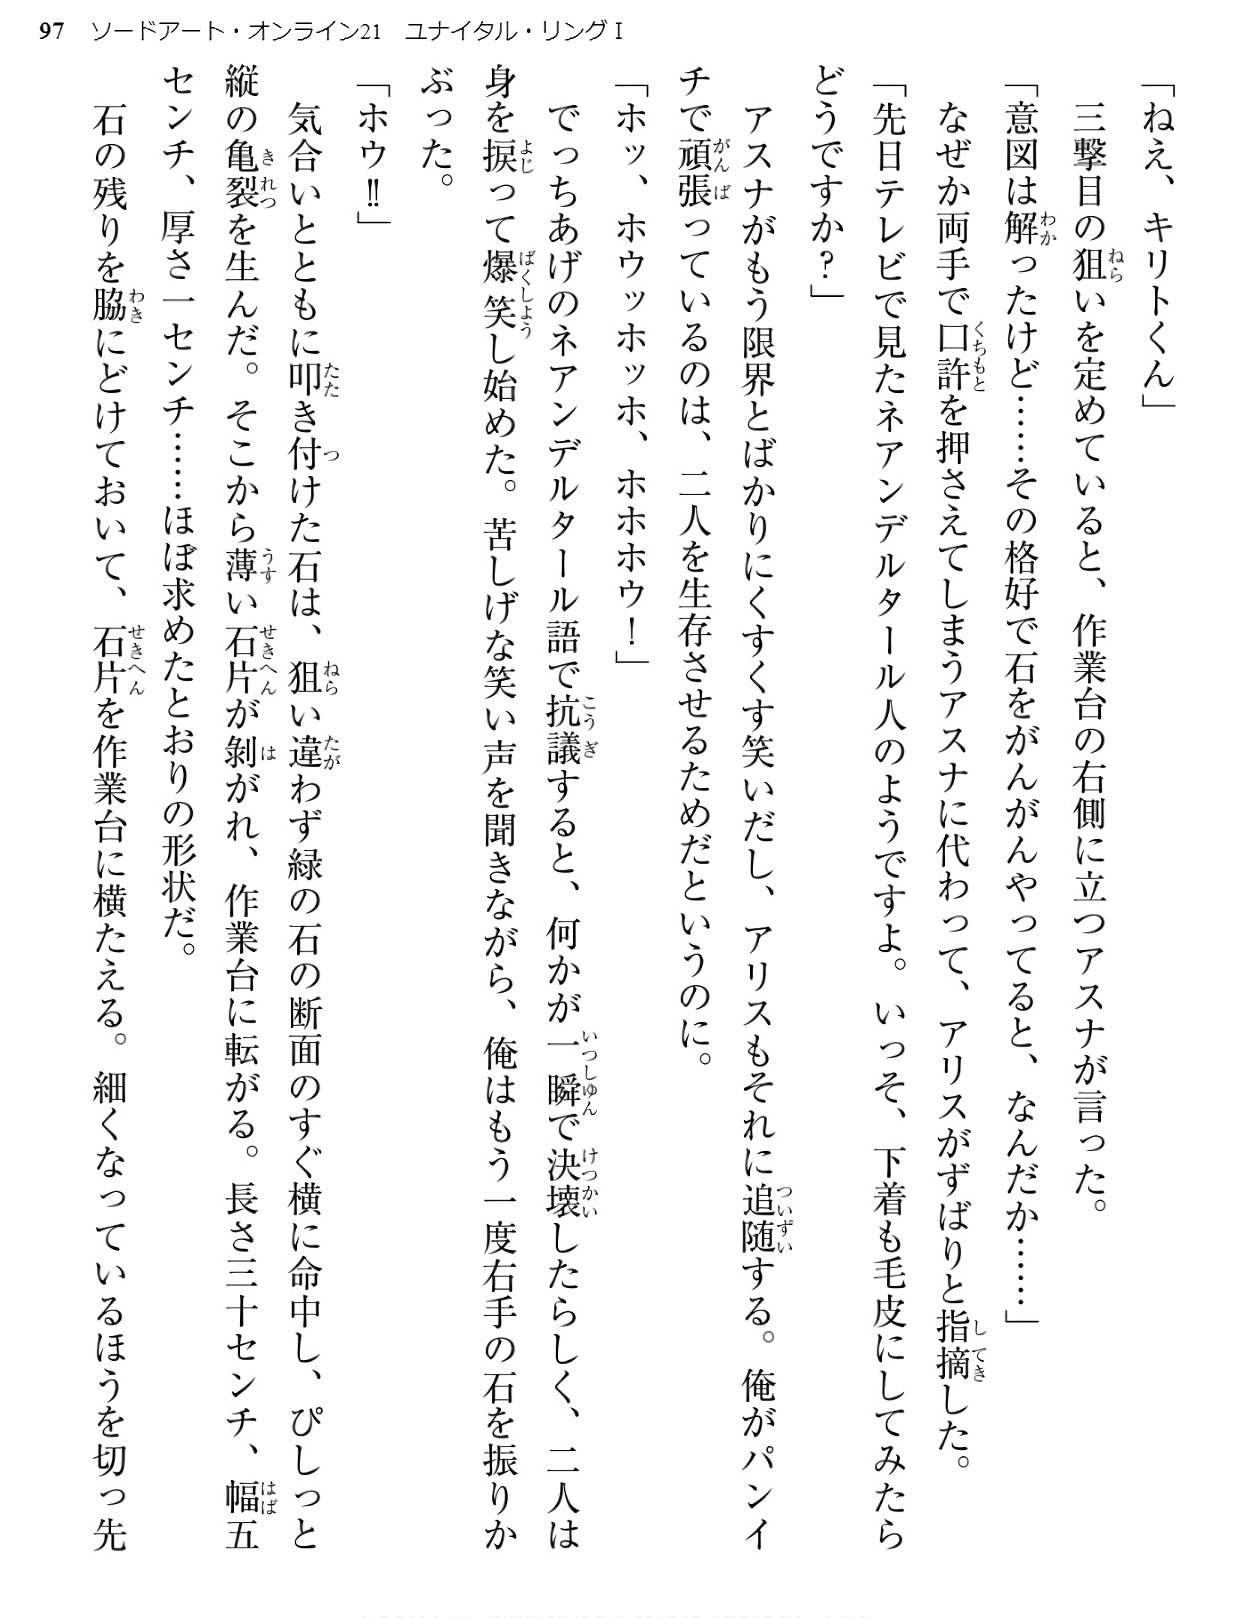 97 ソードアート・オンライン21 ユナイタル・リングⅠ
「ねえ、キリトくん」
三撃目の狙いを定めていると、作業台の右側に立つアスナが言った。
「意図は解ったけど……その格好で石をがんがんやってると、なんだか……」
なぜか両手で口許を押さえてしまうアスナに代わって、アリスがずばりと指摘した。
「先日テレビで見たネアンデルタール人のようですよ。いっそ、下着も毛皮にしてみたら
どうですか？」
アスナがもう限界とばかりにくすくす笑いだし、アリスもそれに追随する。俺がパンイ
チで頑張っているのは、二人を生存させるためだというのに。
「ホッ、ホウッホッホ、ホホホウ！」
でっちあげのネアンデルタール語で抗議すると、何かが一瞬で決壊したらしく、二人は
身を捩って爆笑し始めた。苦しげな笑い声を聞きながら、俺はもう一度右手の石を振りか
ぶった。
「ホウ‼」
気合いとともに叩き付けた石は、狙い違わず緑の石の断面のすぐ横に命中し、ぴしっと
縦の亀裂を生んだ。そこから薄い石片が剝がれ、作業台に転がる。長さ三十センチ、幅五
センチ、厚さ一センチ……ほぼ求めたとおりの形状だ。
石の残りを脇にどけておいて、石片を作業台に横たえる。細くなっているほうを切っ先